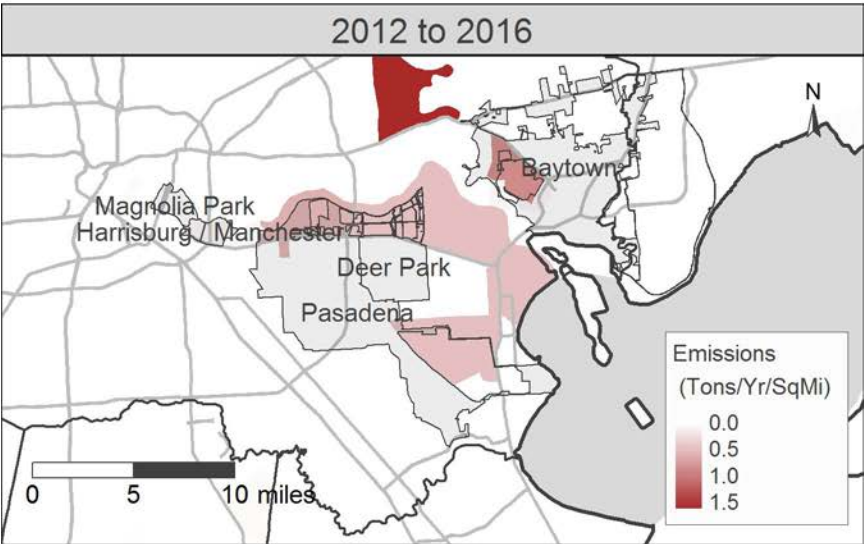 2012 to 2016
N
Baytown
Magnolia Park
Harrisburg / Manchester
Deer Park
Pasadena
Emissions
(Tons/Yr/SqMi)
0.0
0.5
1.0
1.5
0 5 10 miles